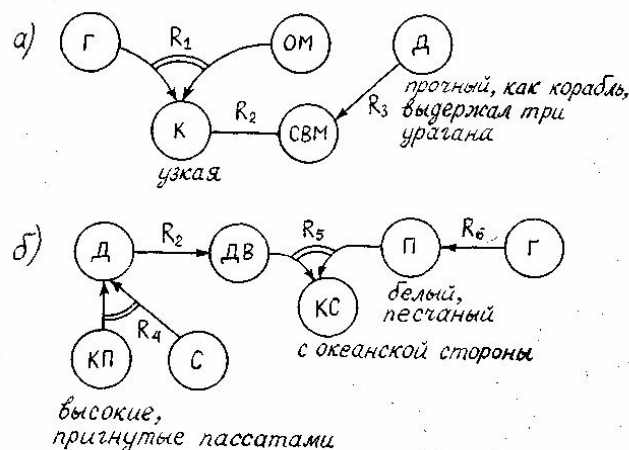 а)
Г
R1
ОМ
Д
прочный, как корабль,
выдержал три
урагана
R3
К
R2
СВМ
узкая
б)
Д
R2
ДВ
R5
П
R6
Г
белый,
песчаный
КС
с океанской стороны
R4
КП
С
высокие,
пригнутые пассатами